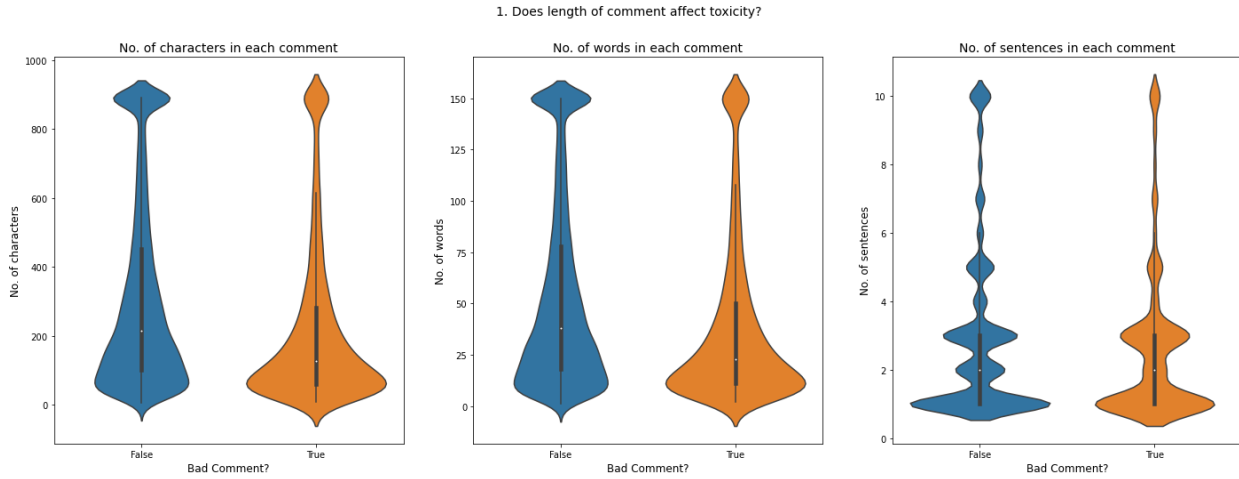 1. Does length of comment affect toxicity?
No. of characters in each comment
No. of characters
1000
800
600
400
200
0
False
True
Bad Comment?
No. of words in each comment
No. of words
150
125
100
75
50
25
0
False
True
Bad Comment?
No. of sentences in each comment
No. of sentences
10
8
6
4
2
0
False
True
Bad Comment?